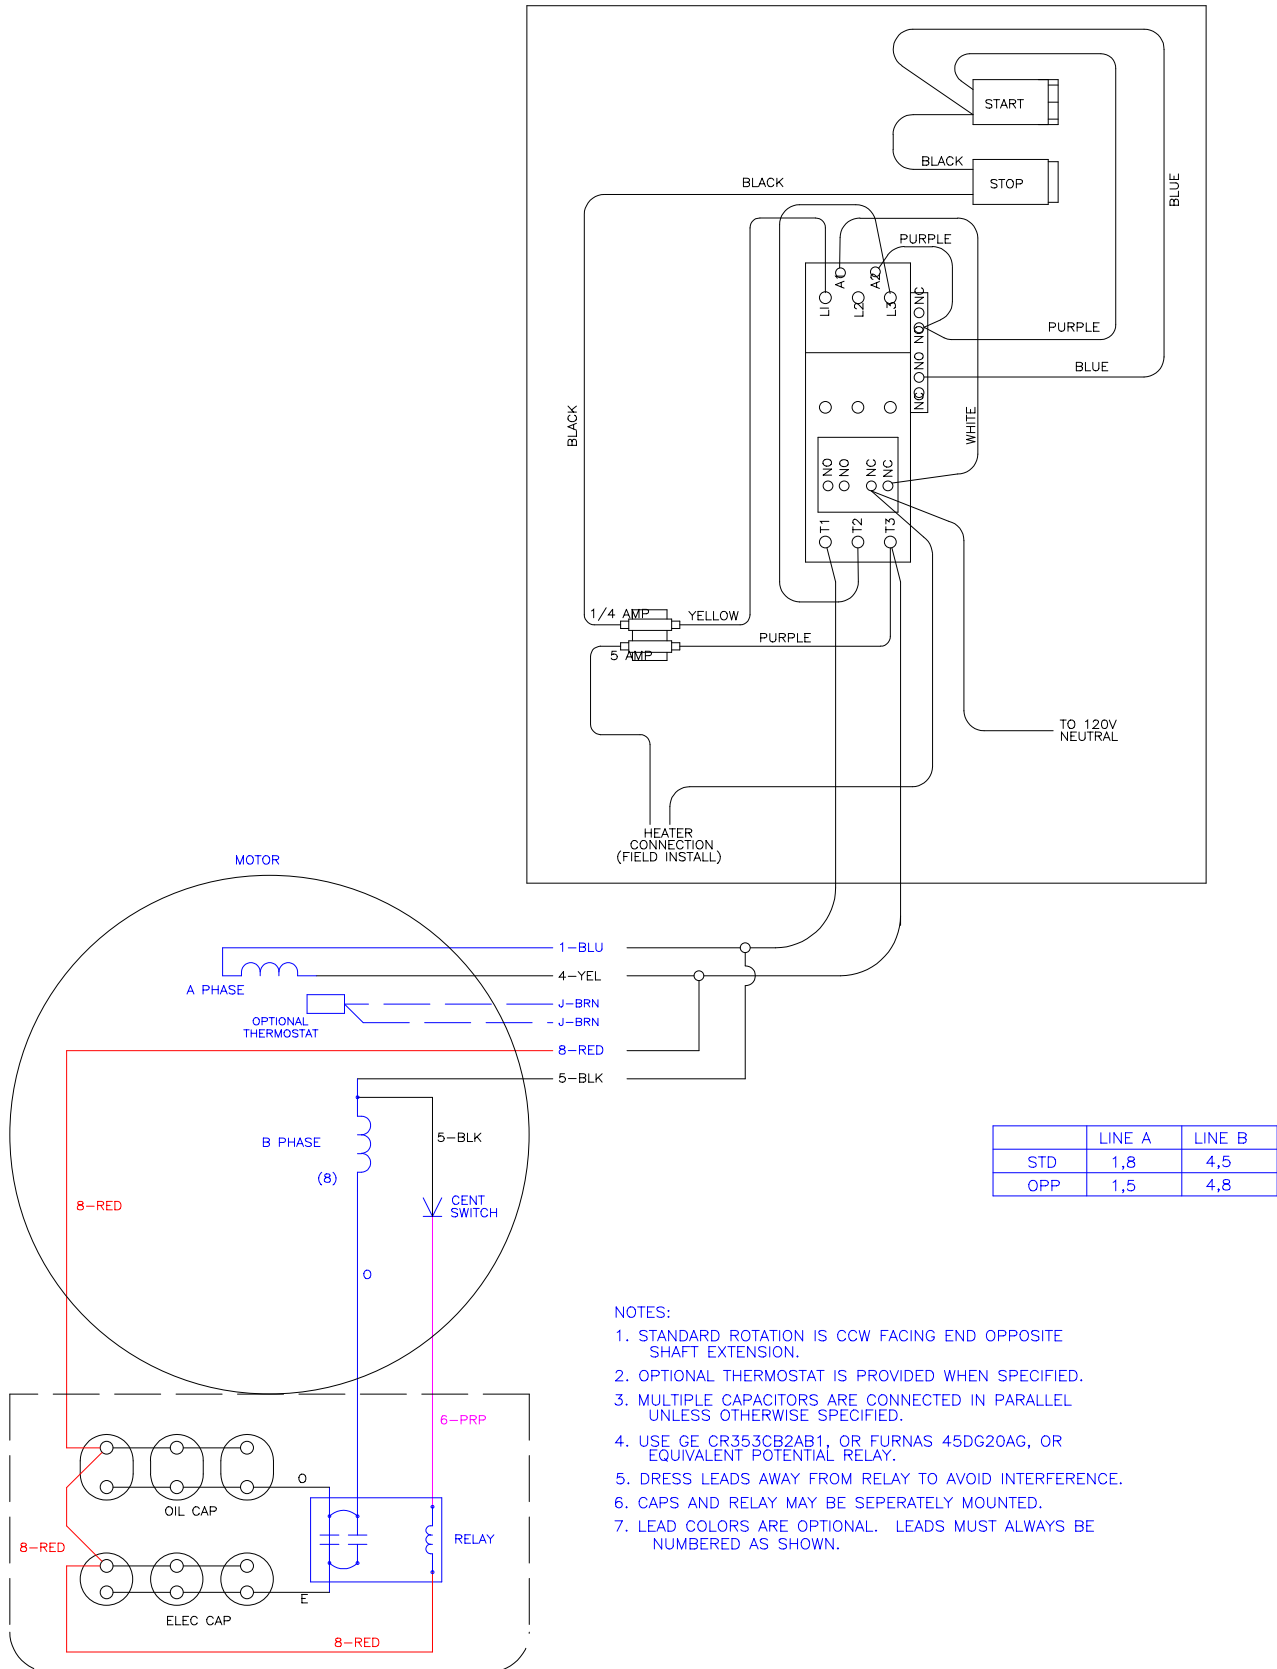 START
BLACK
STOP
BLACK
BLUE
PURPLE
A1
A2
L1
L2
L3
NC
NO
PURPLE
NO
BLUE
NC
BLACK
WHITE
NO
NO
NC
NC
T1
T2
T3
1/4 AMP
YELLOW
5 AMP
PURPLE
TO 120V
NEUTRAL
HEATER
CONNECTION
(FIELD INSTALL)
MOTOR
1-BLU
4-YEL
A PHASE
J-BRN
OPTIONAL
THERMOSTAT
J-BRN
8-RED
5-BLK
B PHASE
(8)
5-BLK
8-RED
CENT
SWITCH
O
LINE A LINE B
STD 1,8 4,5
OPP 1,5 4,8
6-PRP
O
OIL CAP
RELAY
8-RED
E
ELEC CAP
8-RED
NOTES:
1. STANDARD ROTATION IS CCW FACING END OPPOSITE
SHAFT EXTENSION.
2. OPTIONAL THERMOSTAT IS PROVIDED WHEN SPECIFIED.
3. MULTIPLE CAPACITORS ARE CONNECTED IN PARALLEL
UNLESS OTHERWISE SPECIFIED.
4. USE GE CR353CB2AB1, OR FURNAS 45DG20AG, OR
EQUIVALENT POTENTIAL RELAY.
5. DRESS LEADS AWAY FROM RELAY TO AVOID INTERFERENCE.
6. CAPS AND RELAY MAY BE SEPERATELY MOUNTED.
7. LEAD COLORS ARE OPTIONAL. LEADS MUST ALWAYS BE
NUMBERED AS SHOWN.